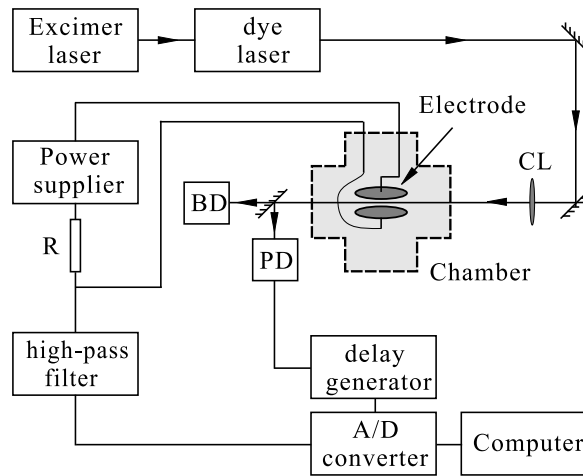 Excimer
laser
dye
laser
Electrode
Power
supplier
CL
BD
R
PD
Chamber
high-pass
filter
delay
generator
A/D
converter
Computer